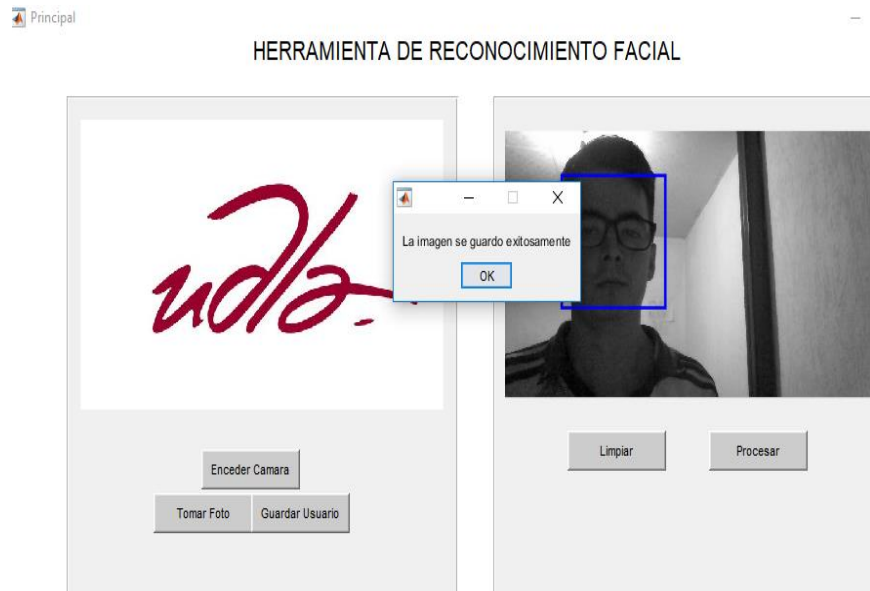 Principal
HERRAMIENTA DE RECONOCIMIENTO FACIAL
udla.
La imagen se guardo exitosamente
OK
Enceder Camara
Tomar Foto
Guardar Usuario
Limpiar
Procesar